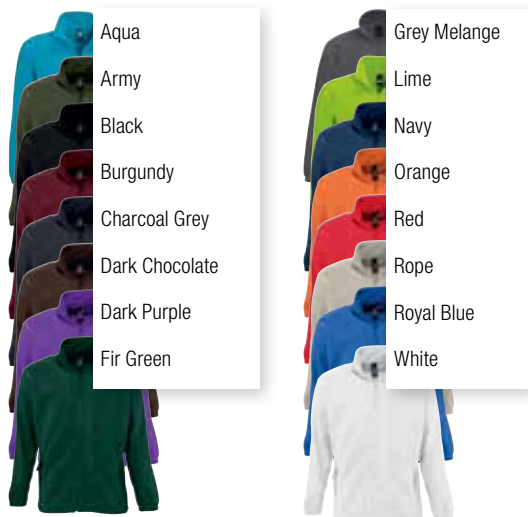 Aqua
Army
Black
Burgundy
Charcoal Grey
Dark Chocolate
Dark Purple
Fir Green
Grey Melange
Lime
Navy
Orange
Red
Rope
Royal Blue
White